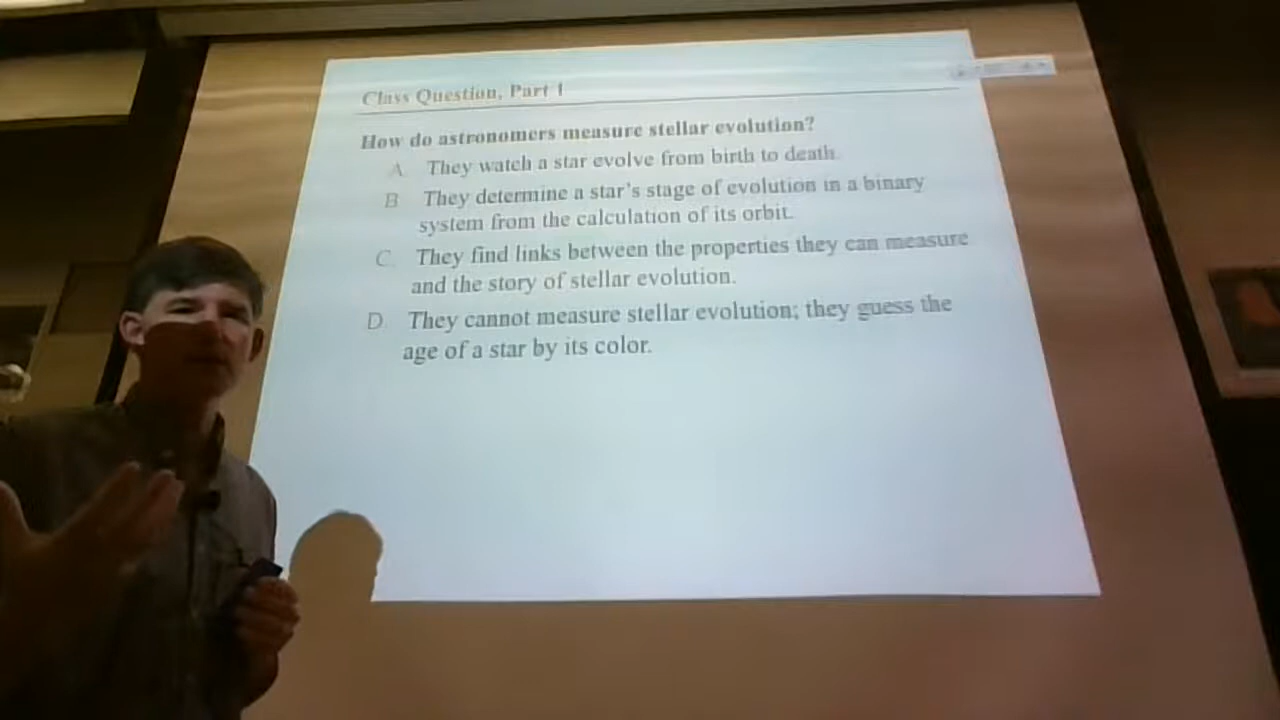 Class Question, Part 1
How do astronomers measure stellar evolution?
A. They watch a star evolve from birth to death.
B. They determine a star's stage of evolution in a binary
system from the calculation of its orbit.
C. They find links between the properties they can measure
and the story of stellar evolution.
D. They cannot measure stellar evolution; they guess the
age of a star by its color.